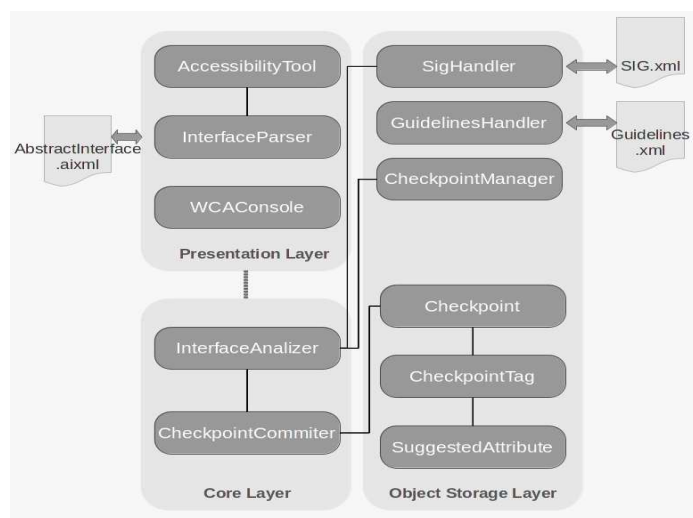 AccessibilityTool
InterfaceParser
WCAConsole
Presentation Layer
AbstractInterface
.aixml
InterfaceAnalizer
CheckpointCommiter
Core Layer
SigHandler
GuidelinesHandler
CheckpointManager
Checkpoint
CheckpointTag
SuggestedAttribute
Object Storage Layer
SIG.xml
Guidelines
.xml